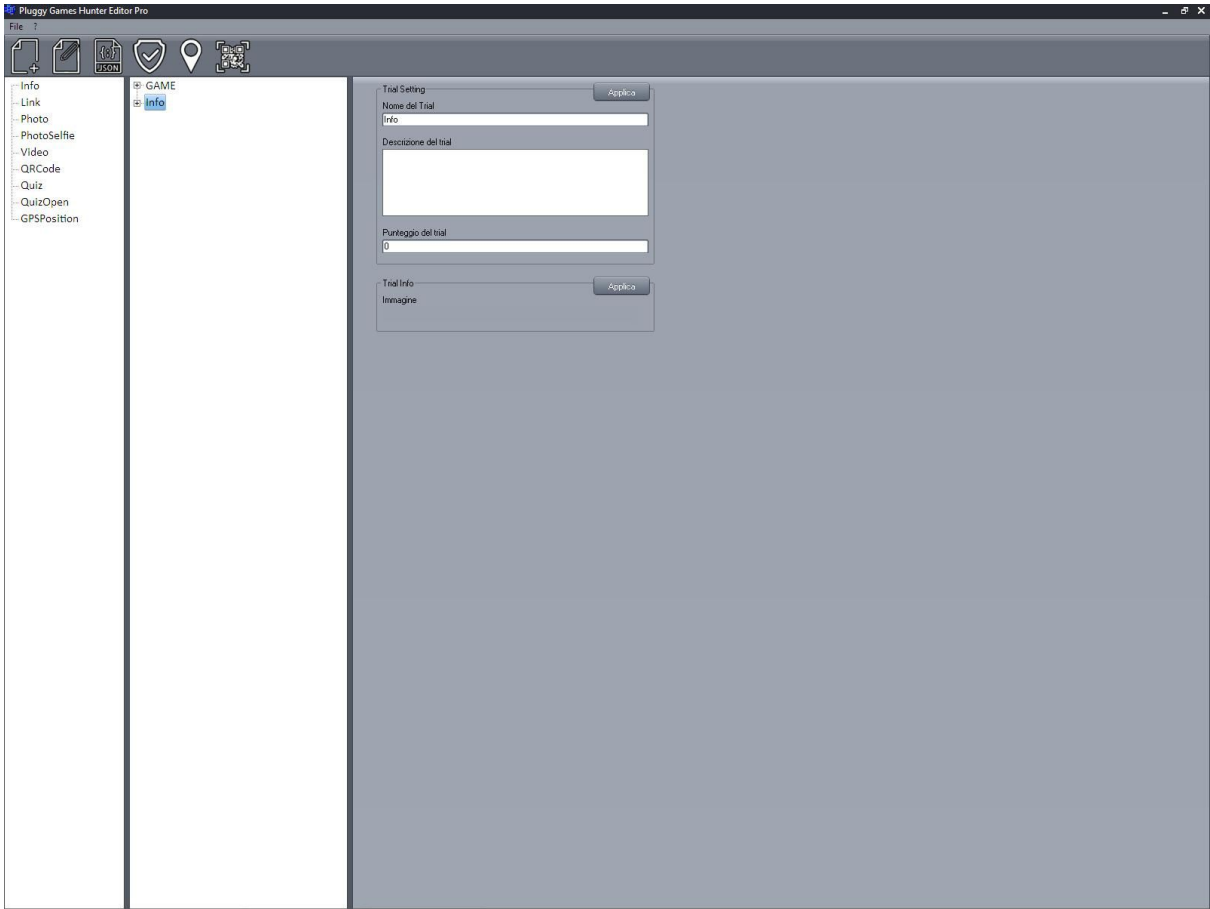 Pluggy Games Hunter Editor Pro
File ?
{;}
JSON
Info
Link
Photo
PhotoSelfie
Video
QRCode
Quiz
QuizOpen
GPSPosition
GAME
Info
Trial Setting
Applica
Nome del Trial
Info
Descrizione del trial
Punteggio del trial
0
Trial Info
Applica
Immagine